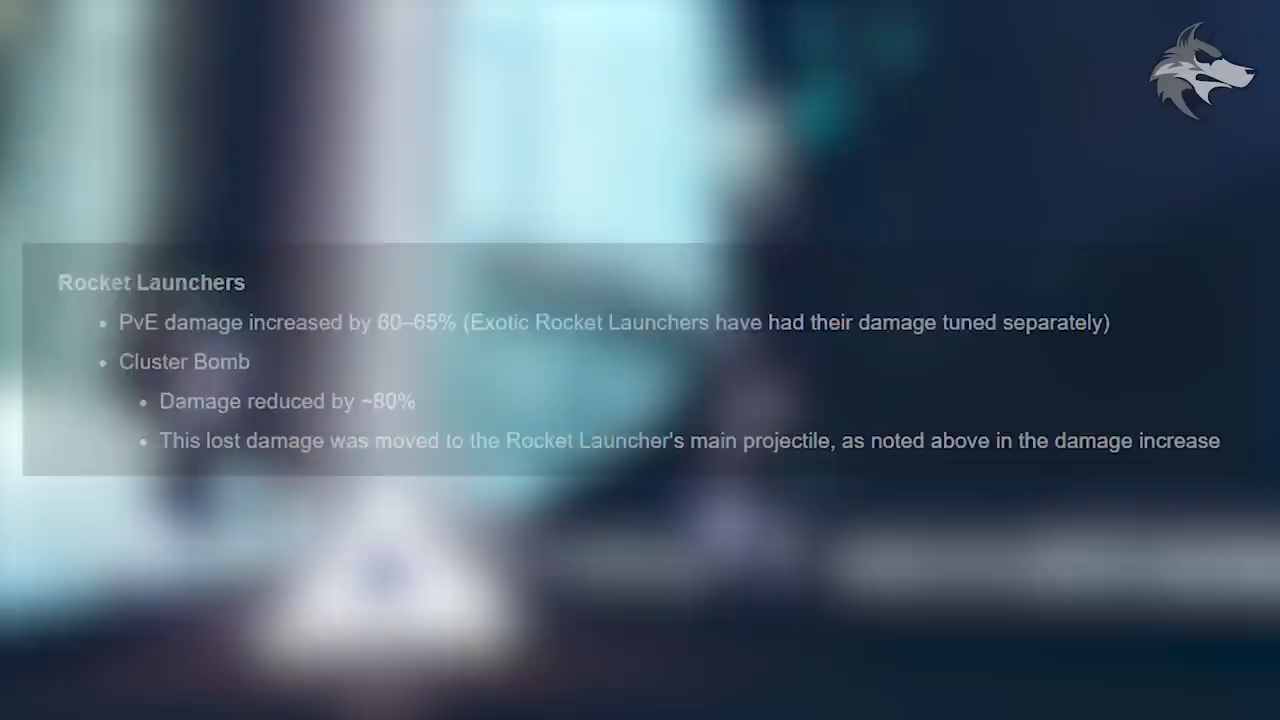 Rocket Launchers
• PvE damage increased by 60–65% (Exotic Rocket Launchers have had their damage tuned separately)
• Cluster Bomb
• Damage reduced by ~80%
• This lost damage was moved to the Rocket Launcher's main projectile, as noted above in the damage increase